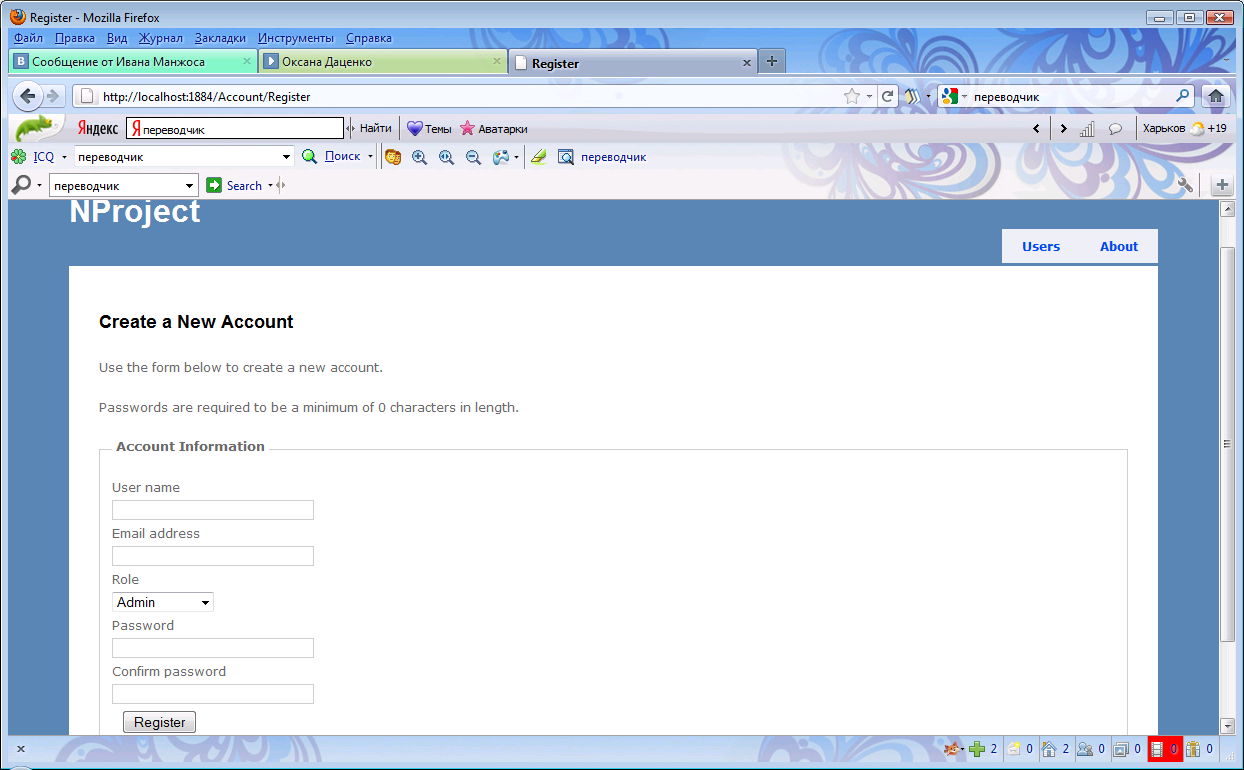 Register - Mozilla Firefox
Файл Правка Вид Журнал Закладки Инструменты Справка
В Сообщение от Ивана Манжоса Оксана Даценко Register
http://localhost:1884/Account/Register переводчик
Яндекс Я переводчик Найти Темы Аватарки Харьков +19
ICQ переводчик Поиск переводчик
переводчик Search
NProject
Users About
Create a New Account
Use the form below to create a new account.
Passwords are required to be a minimum of 0 characters in length.
Account Information
User name
Email address
Role
Admin
Password
Confirm password
Register
2 0 2 0 0 0 0